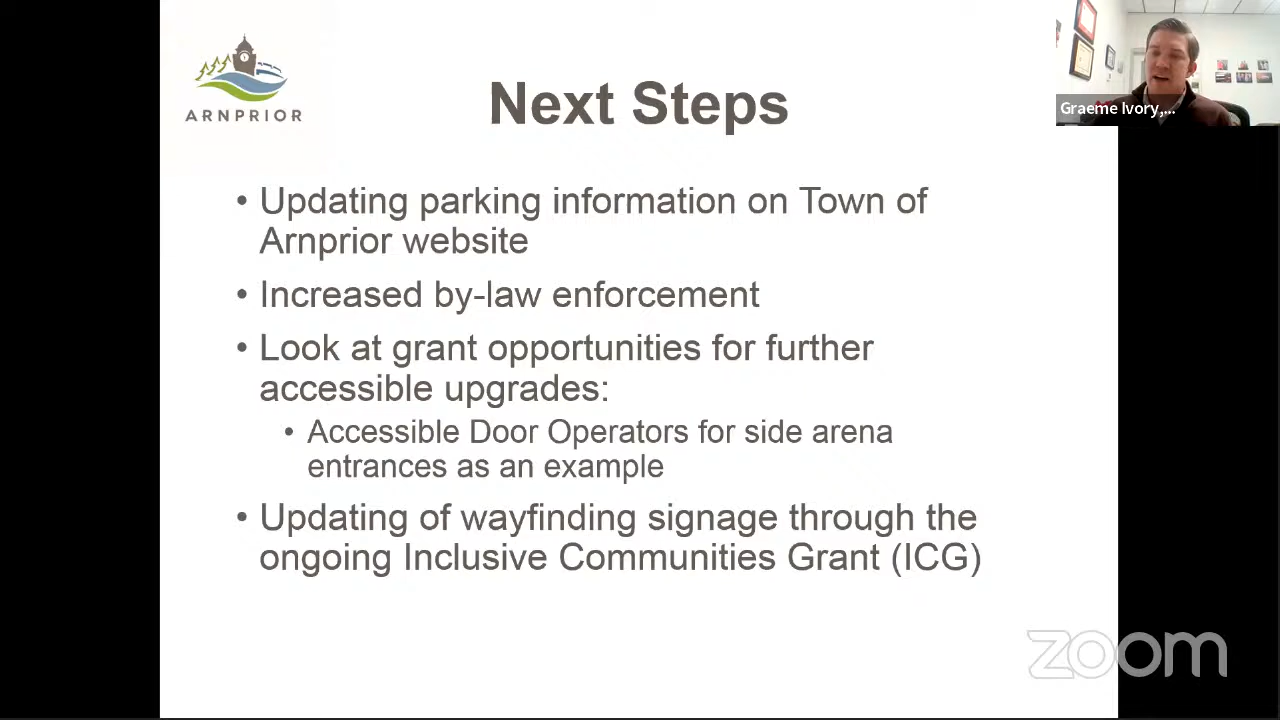 ARNPRIOR
Next Steps
Graeme Ivory,...
• Updating parking information on Town of
Arnprior website
• Increased by-law enforcement
• Look at grant opportunities for further
accessible upgrades:
• Accessible Door Operators for side arena
entrances as an example
• Updating of wayfinding signage through the
ongoing Inclusive Communities Grant (ICG)
zoom